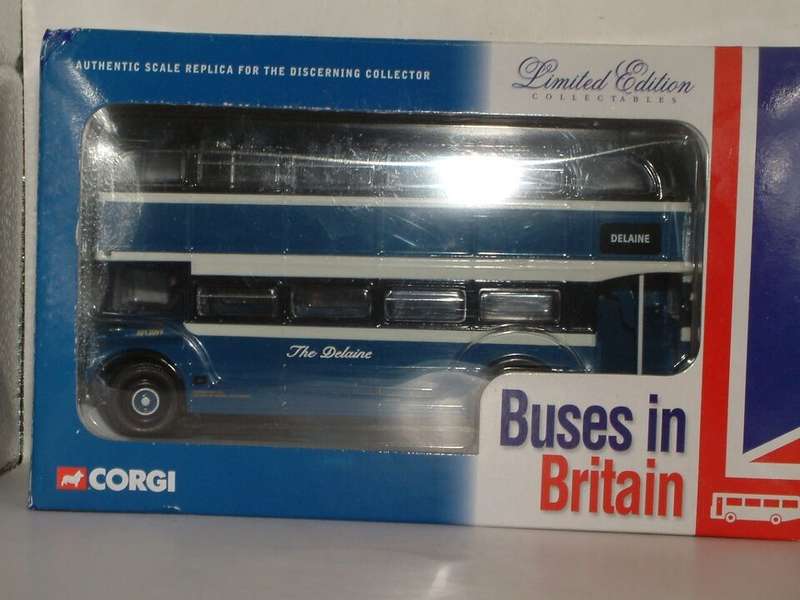 AUTHENTIC SCALE REPLICA FOR THE DISCERNING COLLECTOR
Limited Edition
COLLECTABLES
DELAINE
The Delaine
Buses in
Britain
CORGI